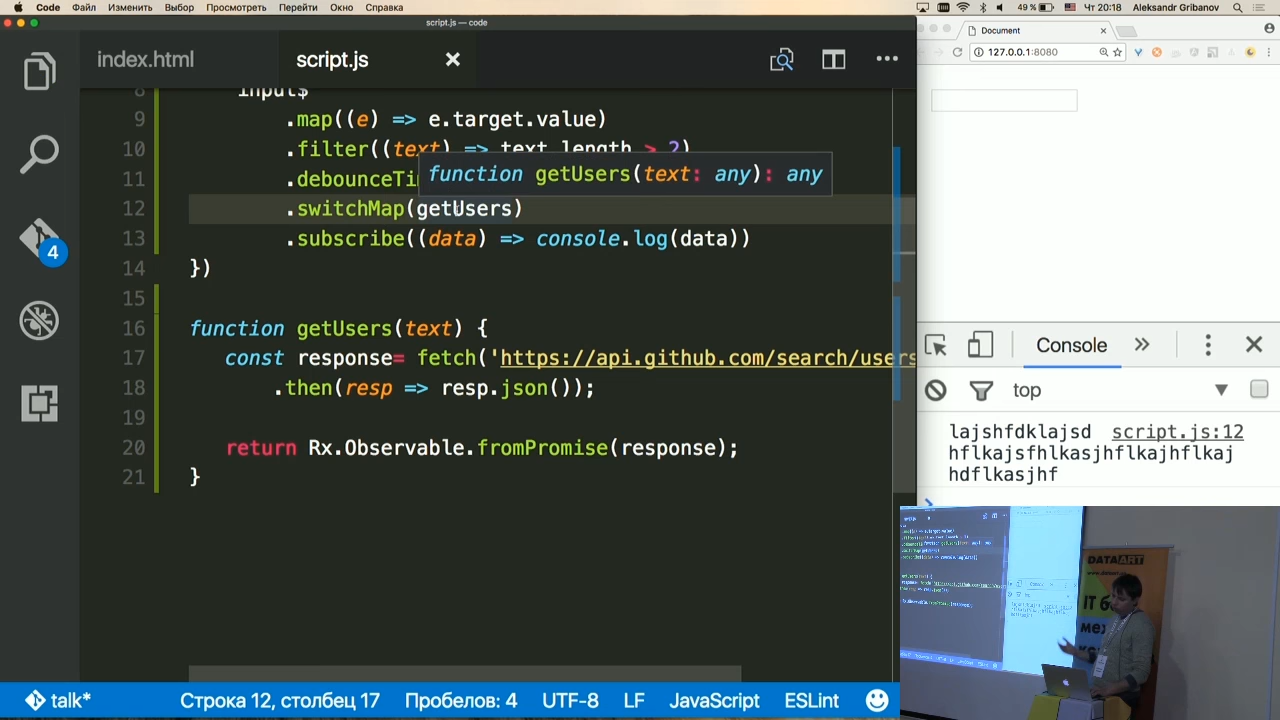 Code Файл Изменить Выбор Просмотреть Перейти Окно Справка
49 % Чт 20:18 Aleksandr Gribanov
script.js — code
index.html
script.js
8 input$
9 .map((e) => e.target.value)
10 .filter((text) => text.length > 2)
11 .debounceTi
function getUsers(text: any): any
12 .switchMap(getUsers)
13 .subscribe((data) => console.log(data))
14 })
15
16 function getUsers(text) {
17 const response= fetch('https://api.github.com/search/users
18 .then(resp => resp.json());
19
20 return Rx.Observable.fromPromise(response);
21 }
4
talk*
Строка 12, столбец 17
Пробелов: 4
UTF-8
LF
JavaScript
ESLint
Document
127.0.0.1:8080
Console
top
lajshfdklajsd script.js:12
hflkajsfhlkasjhflkajhflkaj
hdflkasjhf
DATAART